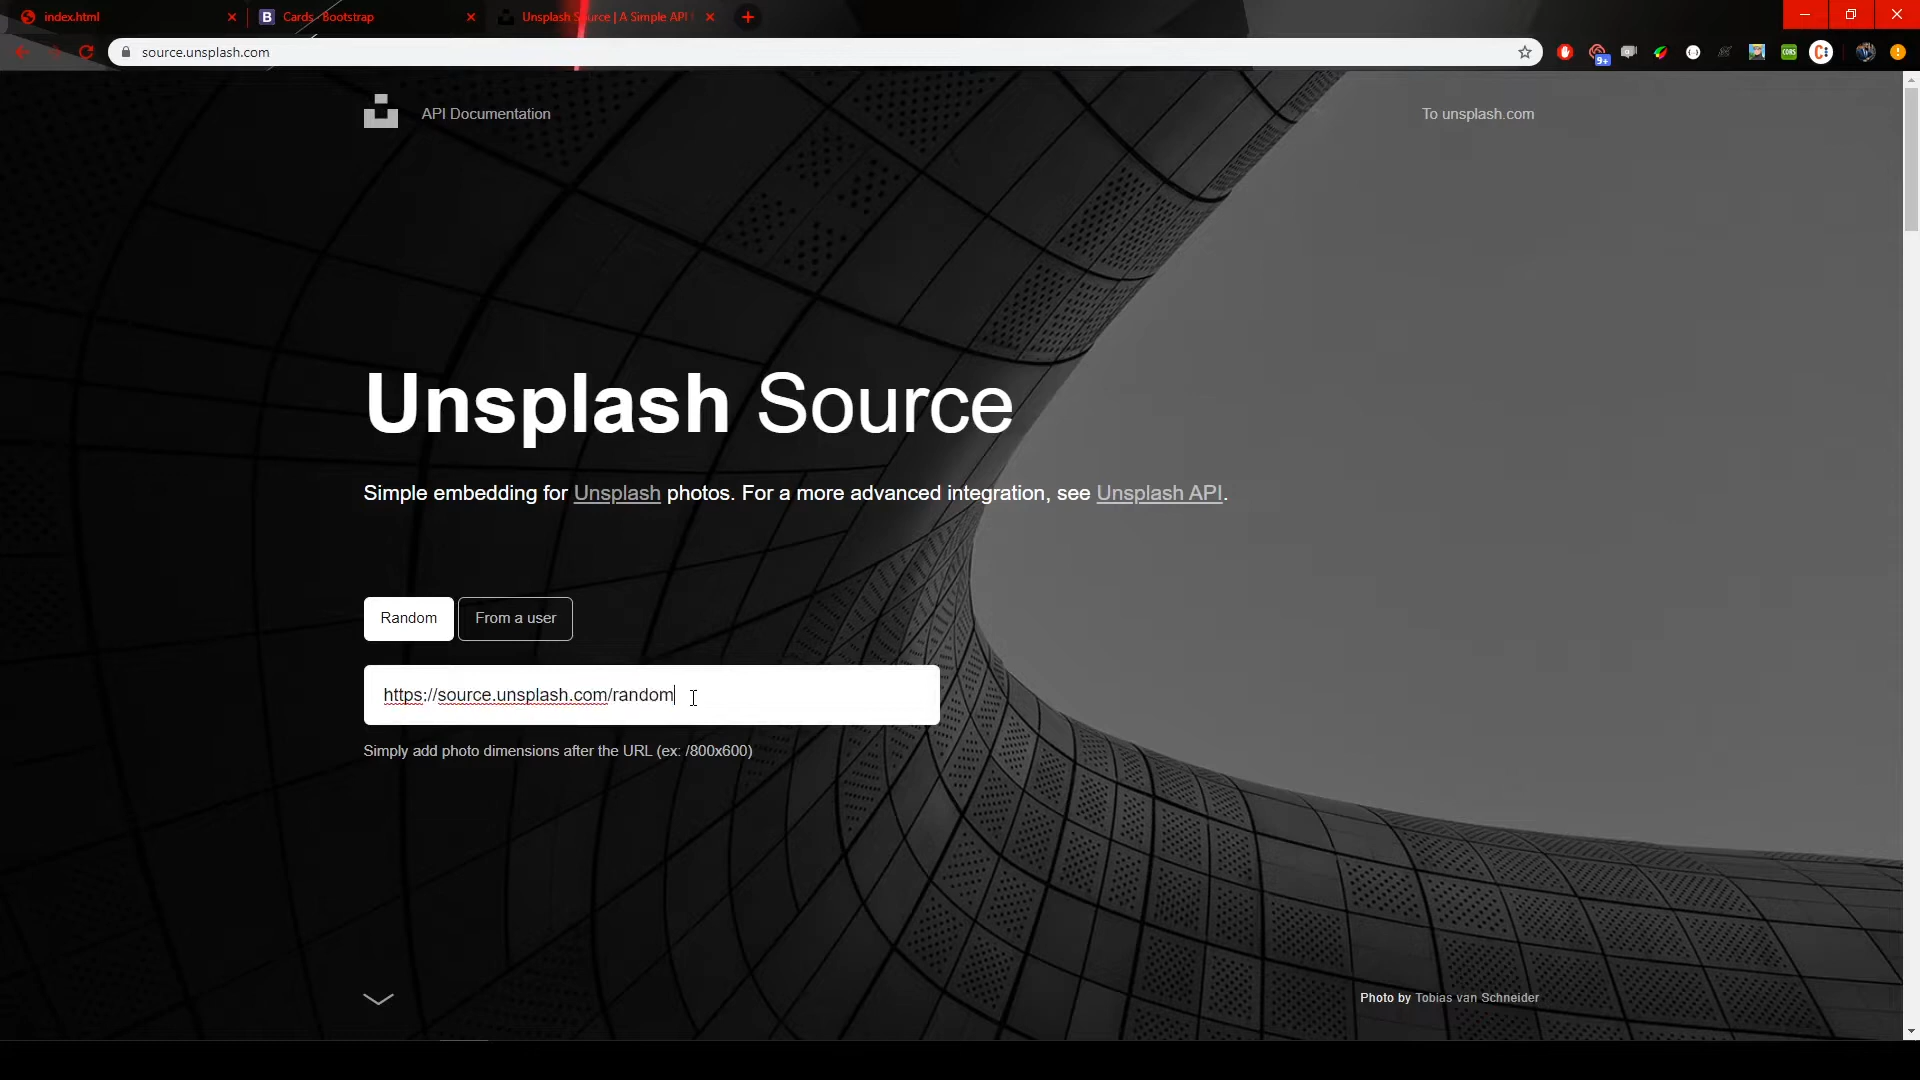 index.html
Cards · Bootstrap
Unsplash Source | A Simple API
source.unsplash.com
9+
CORS
API Documentation
To unsplash.com
Unsplash Source
Simple embedding for Unsplash photos. For a more advanced integration, see Unsplash API.
Random
From a user
https://source.unsplash.com/random
Simply add photo dimensions after the URL (ex: /800x600)
Photo by Tobias van Schneider